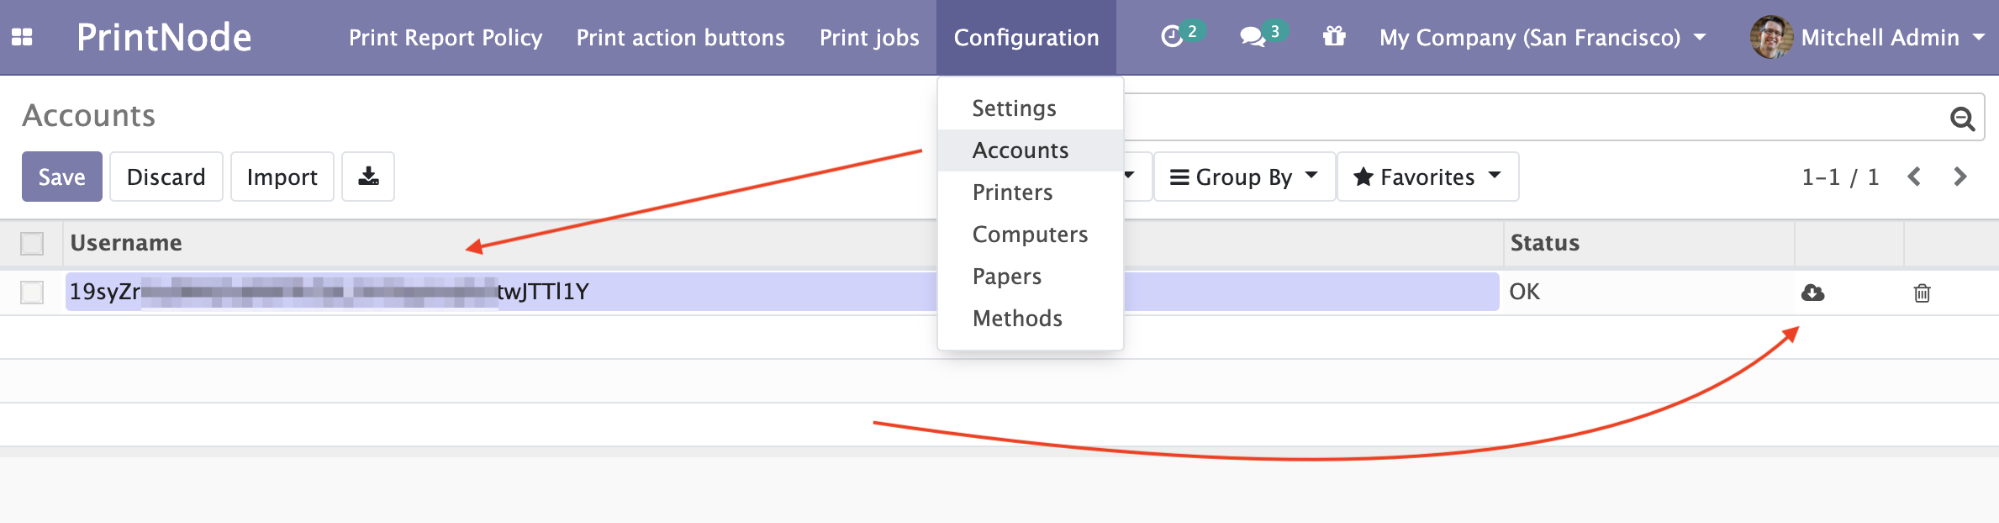 PrintNode Print Report Policy Print action buttons Print jobs Configuration 2 3 My Company (San Francisco) Mitchell Admin
Accounts
Settings
Accounts
Printers
Computers
Papers
Methods
Save Discard Import Group By Favorites 1-1 / 1
Username Status
19syZr twJTTl1Y OK